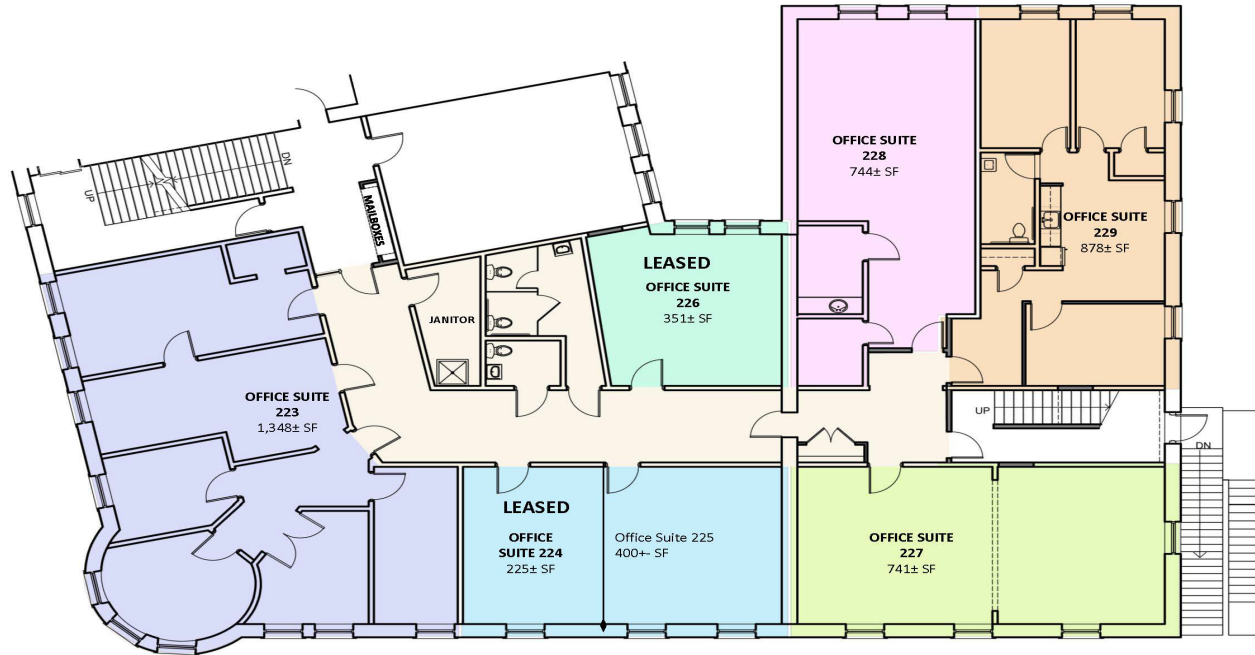 OFFICE SUITE
228
744± SF
DN
UP
MAILBOXES
OFFICE SUITE
229
878± SF
LEASED
OFFICE SUITE
226
351± SF
JANITOR
OFFICE SUITE
223
1,348± SF
UP
DN
LEASED
OFFICE
SUITE 224
225± SF
Office Suite 225
400+- SF
OFFICE SUITE
227
741± SF